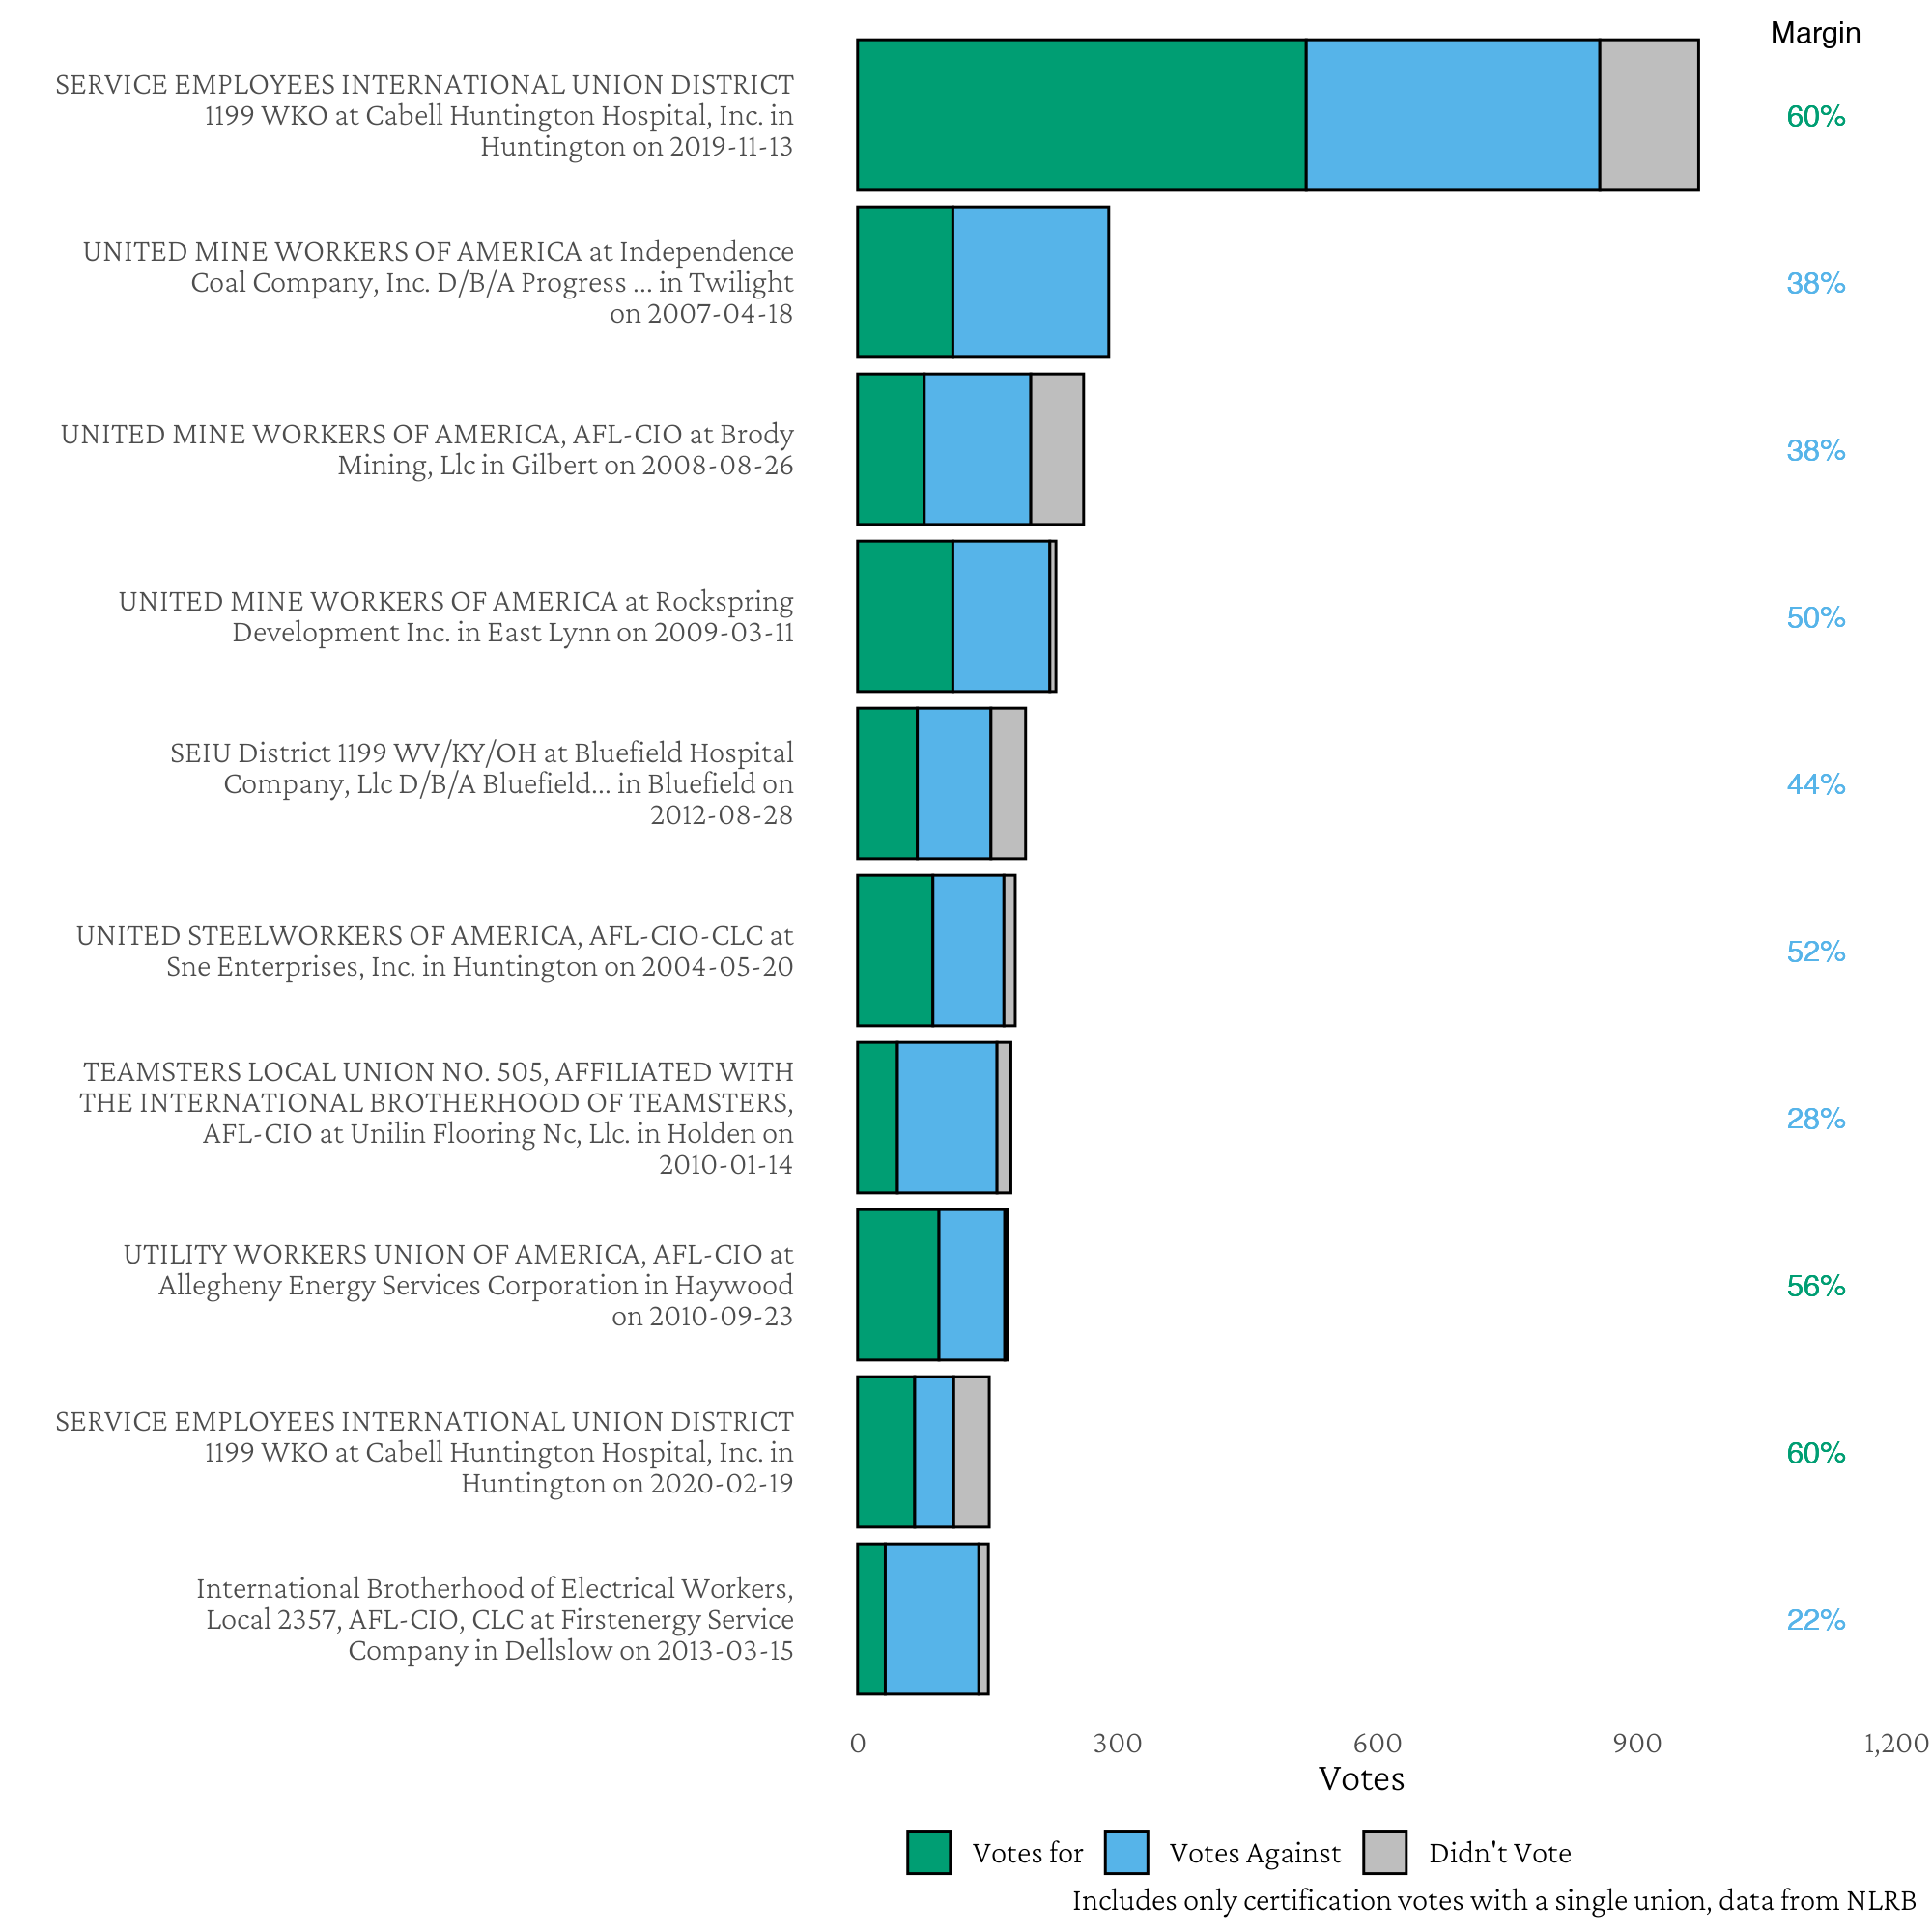 Margin
SERVICE EMPLOYEES INTERNATIONAL UNION DISTRICT
1199 WKO at Cabell Huntington Hospital, Inc. in
Huntington on 2019-11-13
60%
UNITED MINE WORKERS OF AMERICA at Independence
Coal Company, Inc. D/B/A Progress ... in Twilight
on 2007-04-18
38%
UNITED MINE WORKERS OF AMERICA, AFL-CIO at Brody
Mining, Llc in Gilbert on 2008-08-26
38%
UNITED MINE WORKERS OF AMERICA at Rockspring
Development Inc. in East Lynn on 2009-03-11
50%
SEIU District 1199 WV/KY/OH at Bluefield Hospital
Company, Llc D/B/A Bluefield... in Bluefield on
2012-08-28
44%
UNITED STEELWORKERS OF AMERICA, AFL-CIO-CLC at
Sne Enterprises, Inc. in Huntington on 2004-05-20
52%
TEAMSTERS LOCAL UNION NO. 505, AFFILIATED WITH
THE INTERNATIONAL BROTHERHOOD OF TEAMSTERS,
AFL-CIO at Unilin Flooring Nc, Llc. in Holden on
2010-01-14
28%
UTILITY WORKERS UNION OF AMERICA, AFL-CIO at
Allegheny Energy Services Corporation in Haywood
on 2010-09-23
56%
SERVICE EMPLOYEES INTERNATIONAL UNION DISTRICT
1199 WKO at Cabell Huntington Hospital, Inc. in
Huntington on 2020-02-19
60%
International Brotherhood of Electrical Workers,
Local 2357, AFL-CIO, CLC at Firstenergy Service
Company in Dellslow on 2013-03-15
22%
0 300 600 900 1,200
Votes
Votes for Votes Against Didn't Vote
Includes only certification votes with a single union, data from NLRB